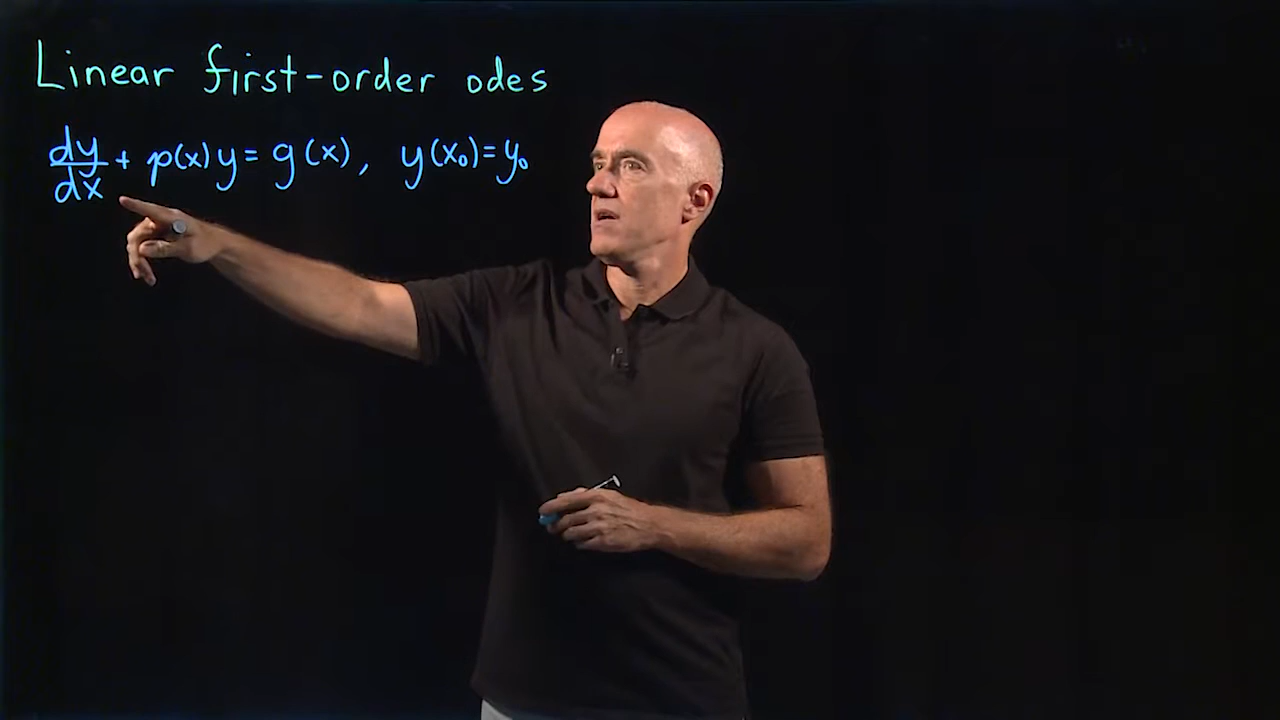 Linear first-order odes
dy/dx + p(x)y = g(x), y(x₀) = y₀